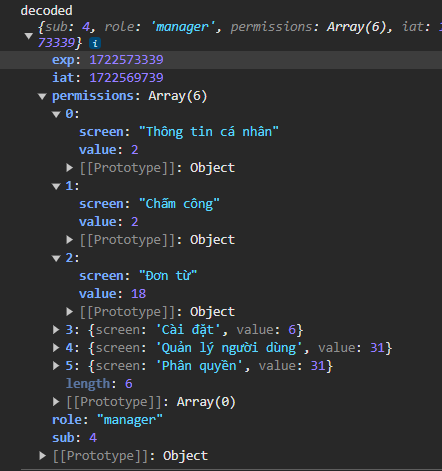 decoded
{sub: 4, role: 'manager', permissions: Array(6), iat: 1
73339} i
exp: 1722573339
iat: 1722569739
permissions: Array(6)
0:
screen: "Thông tin cá nhân"
value: 2
[[Prototype]]: Object
1:
screen: "Chấm công"
value: 2
[[Prototype]]: Object
2:
screen: "Đơn từ"
value: 18
[[Prototype]]: Object
3: {screen: 'Cài đặt', value: 6}
4: {screen: 'Quản lý người dùng', value: 31}
5: {screen: 'Phân quyền', value: 31}
length: 6
[[Prototype]]: Array(0)
role: "manager"
sub: 4
[[Prototype]]: Object